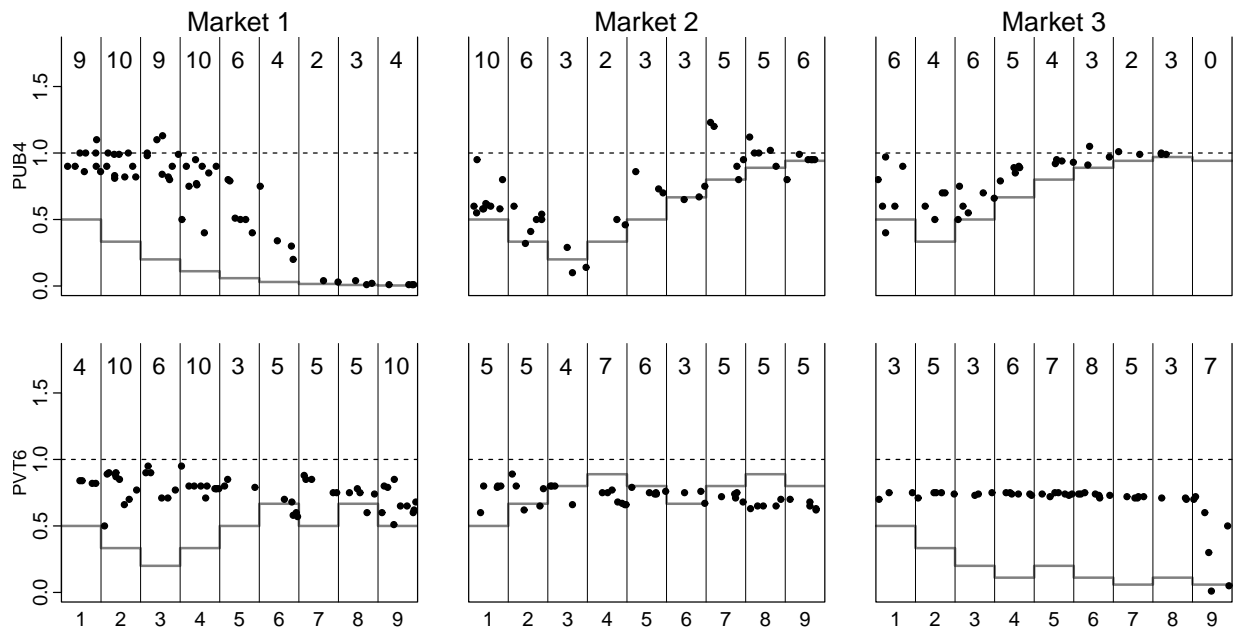 Market 1 Market 2 Market 3
9 10 9 10 6 4 2 3 4 10 6 3 2 3 3 5 5 6 6 4 6 5 4 3 2 3 0
PUB4
1.5
1.0
0.5
0.0
4 10 6 10 3 5 5 5 10 5 5 4 7 6 3 5 5 5 3 5 3 6 7 8 5 3 7
PVT6
1.5
1.0
0.5
0.0
1 2 3 4 5 6 7 8 9 1 2 3 4 5 6 7 8 9 1 2 3 4 5 6 7 8 9